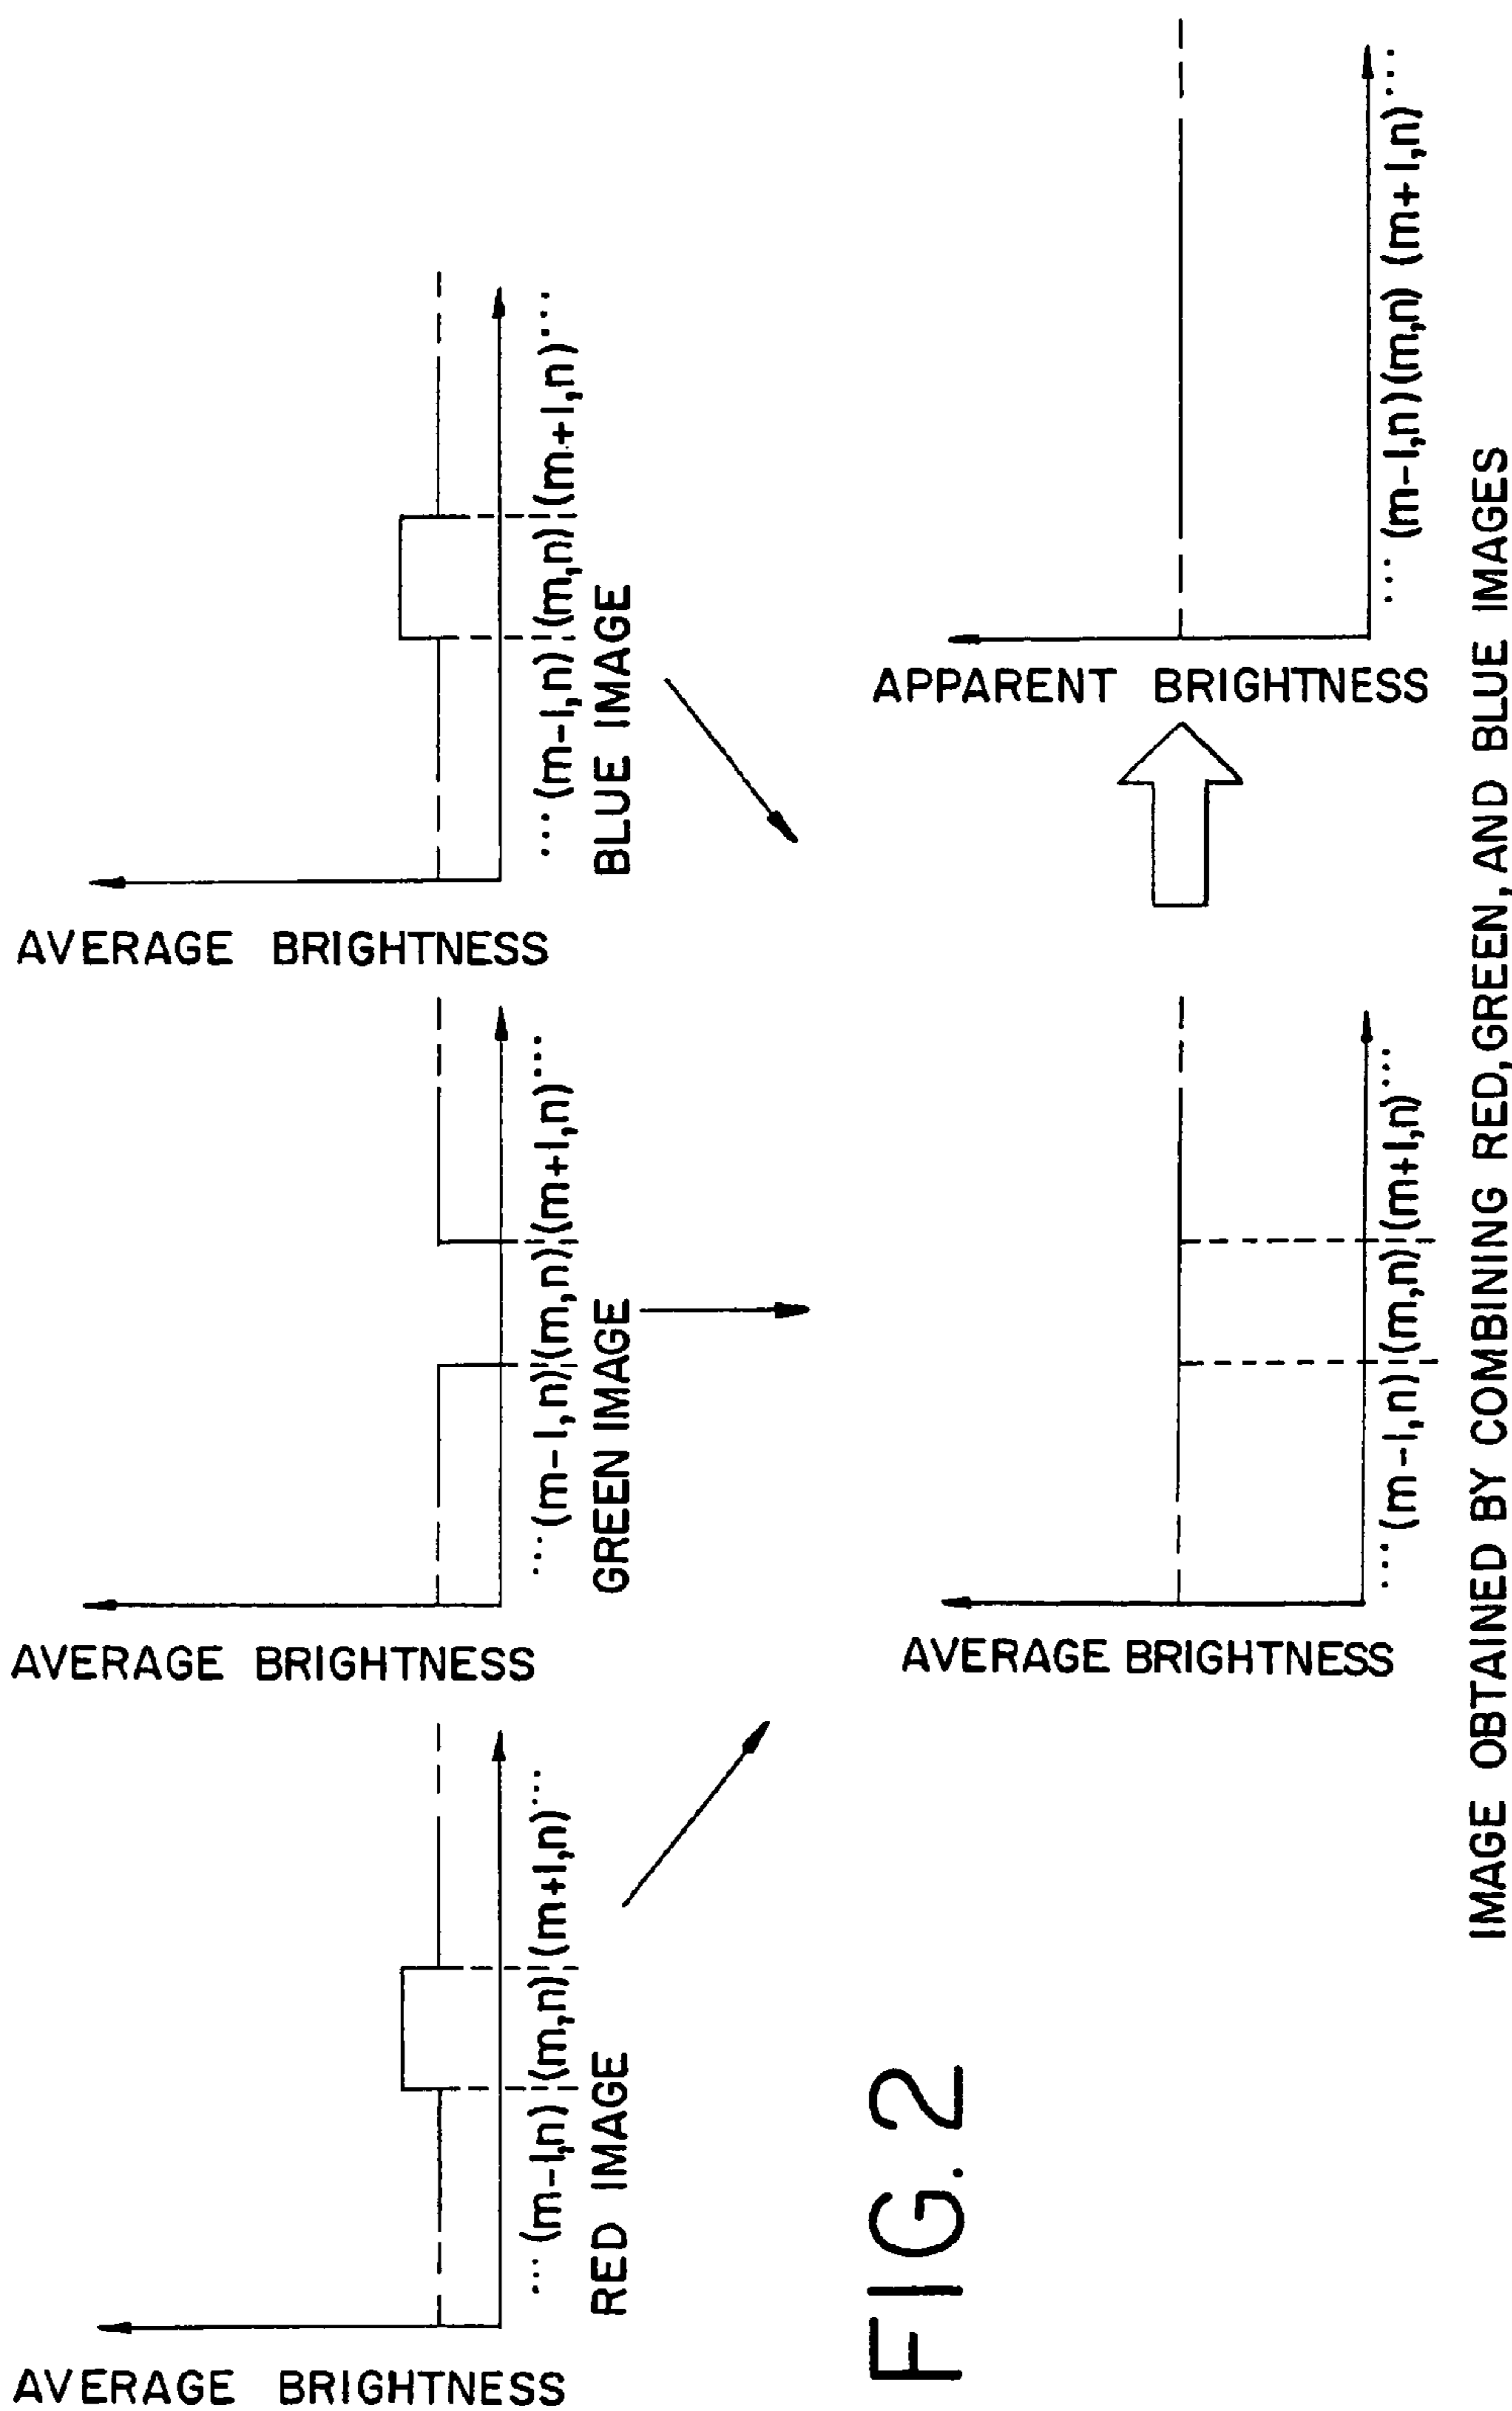 AVERAGE BRIGHTNESS
... (m-1,n) (m,n) (m+1,n) ...
RED IMAGE
AVERAGE BRIGHTNESS
... (m-1,n) (m,n) (m+1,n) ...
GREEN IMAGE
AVERAGE BRIGHTNESS
... (m-1,n) (m,n) (m+1,n) ...
BLUE IMAGE
FIG. 2
AVERAGE BRIGHTNESS
... (m-1,n) (m,n) (m+1,n) ...
APPARENT BRIGHTNESS
... (m-1,n) (m,n) (m+1,n) ...
IMAGE OBTAINED BY COMBINING RED, GREEN, AND BLUE IMAGES